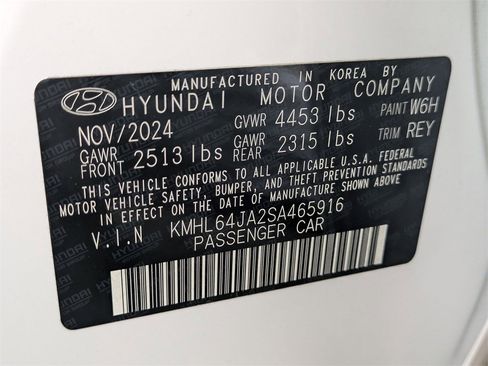 MANUFACTURED IN KOREA BY
HYUNDAI MOTOR COMPANY
NOV/2024 GVWR 4453 lbs PAINT W6H
GAWR FRONT 2513 lbs GAWR REAR 2315 lbs TRIM REY
THIS VEHICLE CONFORMS TO ALL APPLICABLE U.S.A. FEDERAL
MOTOR VEHICLE SAFETY, BUMPER, AND THEFT PREVENTION STANDARDS
IN EFFECT ON THE DATE OF MANUFACTURE SHOWN ABOVE.
V.I.N KMHL64JA2SA465916
PASSENGER CAR